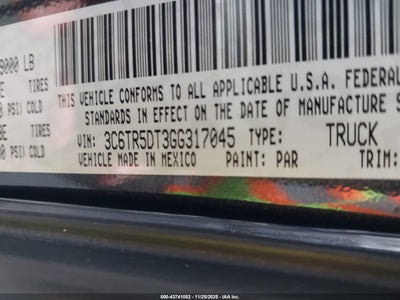 9000 LB
TIRES
PSI) COLD
THIS VEHICLE CONFORMS TO ALL APPLICABLE U.S.A. FEDERAL
STANDARDS IN EFFECT ON THE DATE OF MANUFACTURE
TIRES
PSI) COLD
VIN: 3C6TR5DT3GG317045 TYPE: TRUCK
VEHICLE MADE IN MEXICO PAINT: PAR TRIM:
000-43741052 - 11/25/2025 - IAA Inc.